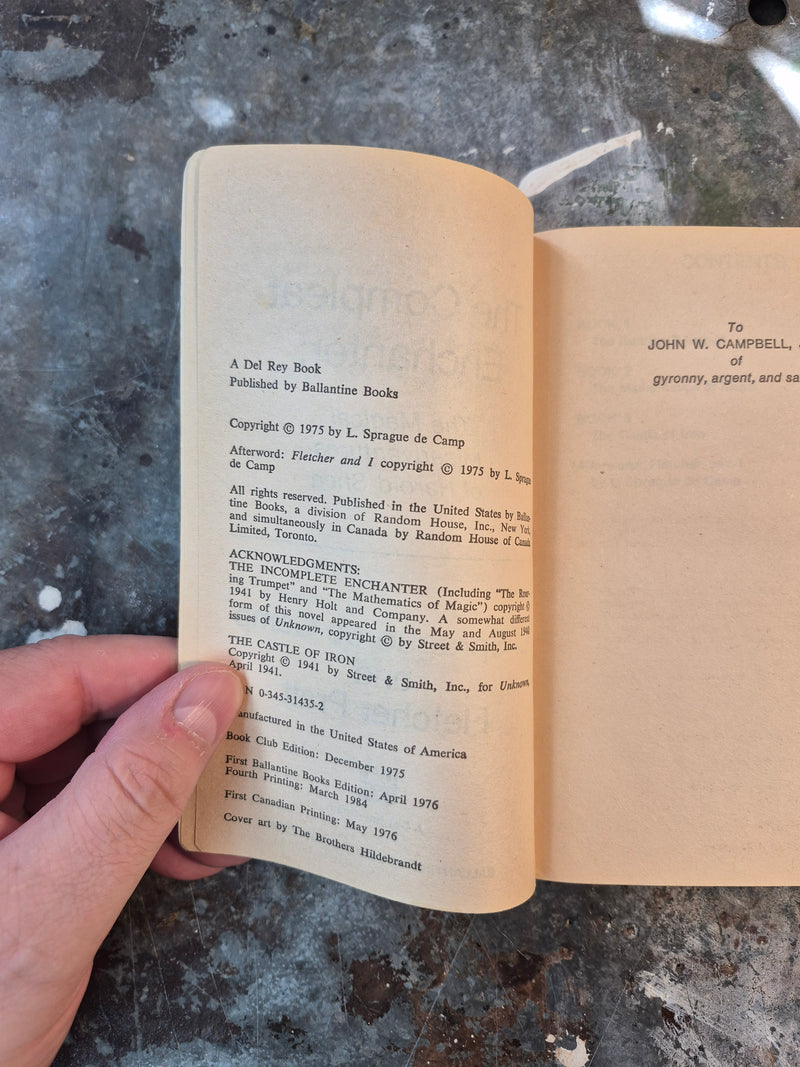 A Del Rey Book
Published by Ballantine Books
Copyright © 1975 by L. Sprague de Camp
Afterword: Fletcher and I copyright © 1975 by L. Sprague
de Camp
All rights reserved. Published in the United States by Ballan-
tine Books, a division of Random House, Inc., New York,
and simultaneously in Canada by Random House of Canada
Limited, Toronto.
ACKNOWLEDGMENTS:
THE INCOMPLETE ENCHANTER (Including "The Roar-
ing Trumpet" and "The Mathematics of Magic") copyright ©
1941 by Henry Holt and Company. A somewhat different
form of this novel appeared in the May and August 1940
issues of Unknown, copyright © by Street & Smith, Inc.
THE CASTLE OF IRON
Copyright © 1941 by Street & Smith, Inc., for Unknown,
April 1941.
N 0-345-31435-2
anufactured in the United States of America
Book Club Edition: December 1975
First Ballantine Books Edition: April 1976
Fourth Printing: March 1984
First Canadian Printing: May 1976
Cover art by The Brothers Hildebrandt
To
JOHN W. CAMPBELL,
of
gyronny, argent, and sa